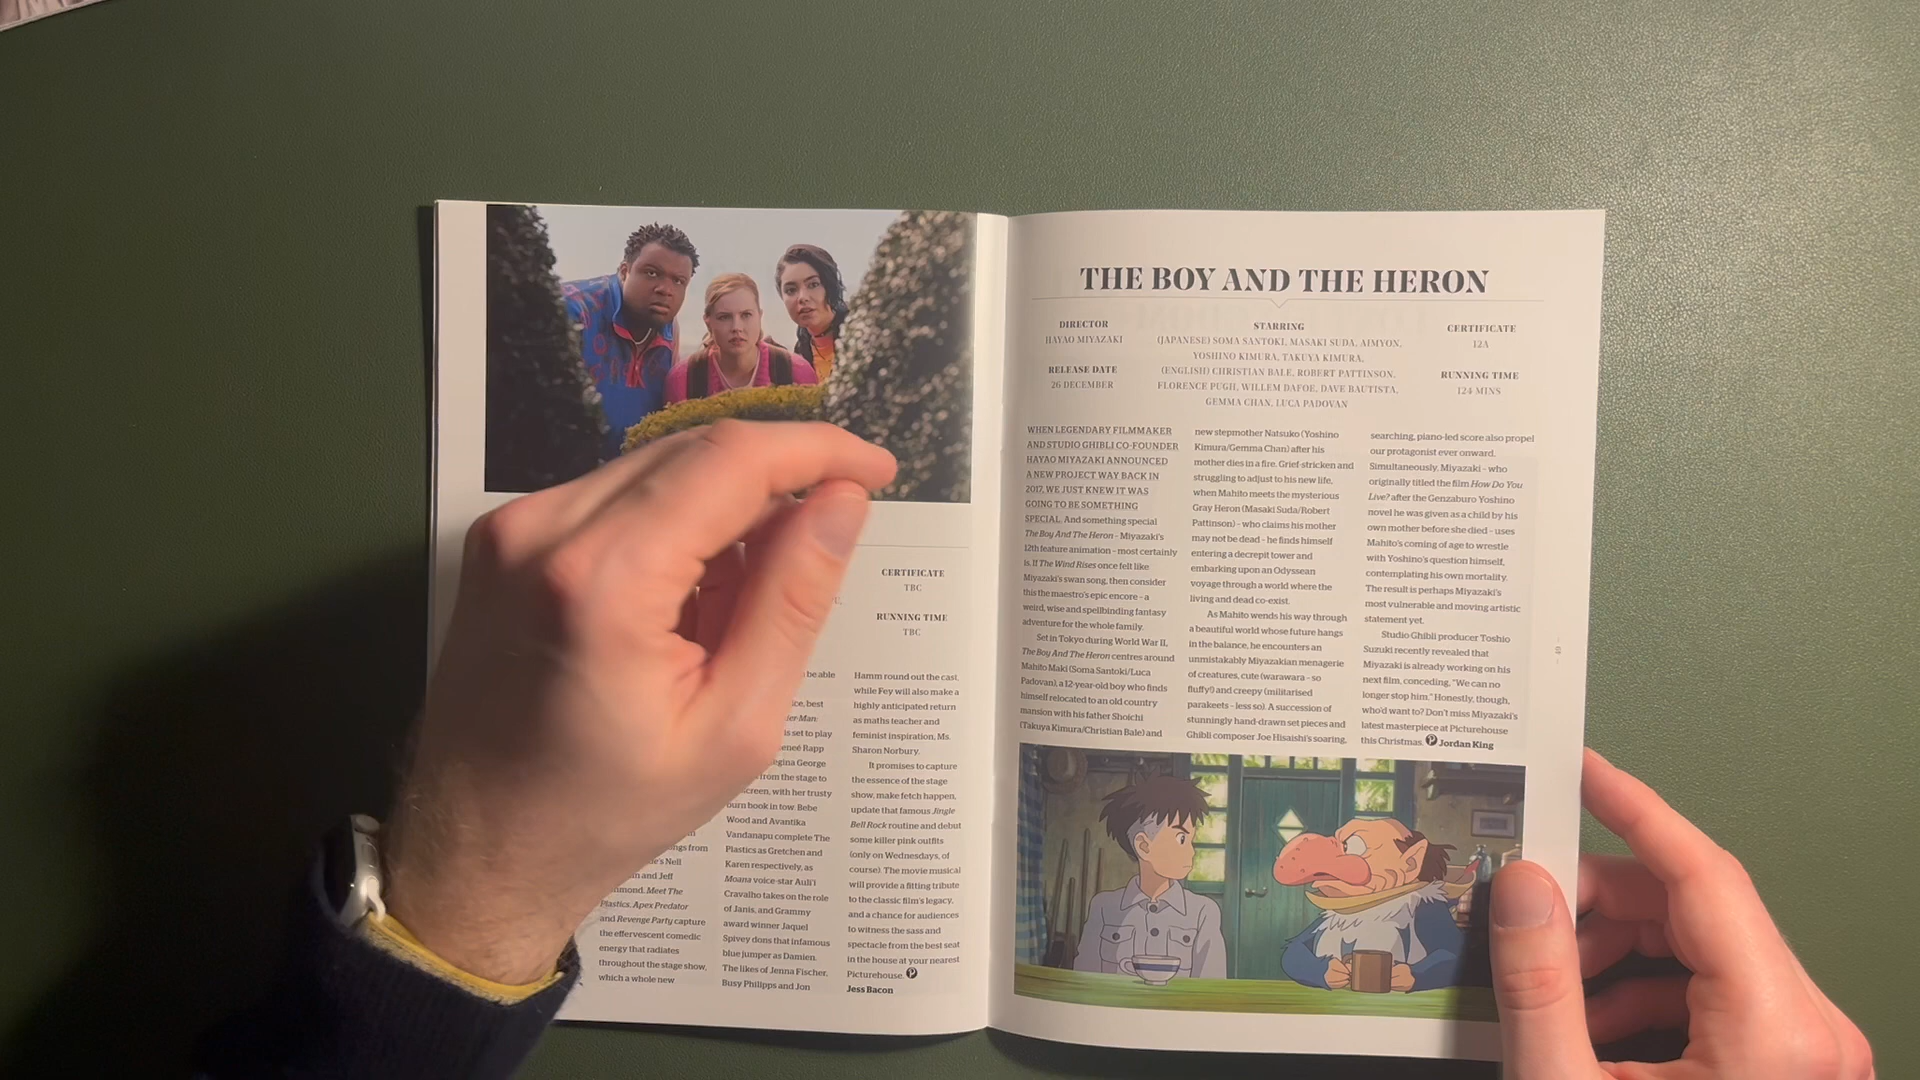 CERTIFICATE
TBC
RUNNING TIME
TBC
be able
ice, best
is set to play
eneé Rapp
egina George
from the stage to
screen, with her trusty
burn book in tow. Bebe
Wood and Avantika
Vandanapu complete The
Plastics as Gretchen and
Karen respectively, as
Moana voice-star Auli'i
Cravalho takes on the role
of Janis, and Grammy
award winner Jaquel
Spivey dons that infamous
blue jumper as Damien.
The likes of Jenna Fischer,
Busy Philipps and Jon
ngs from
Nell
and Jeff
mond. Meet The
Plastics, Apex Predator
and Revenge Party capture
the effervescent comedic
energy that radiates
throughout the stage show,
which a whole new
Hamm round out the cast,
while Fey will also make a
highly anticipated return
as maths teacher and
feminist inspiration, Ms.
Sharon Norbury.
It promises to capture
the essence of the stage
show, make fetch happen,
update that famous Jingle
Bell Rock routine and debut
some killer pink outfits
(only on Wednesdays, of
course). The movie musical
will provide a fitting tribute
to the classic film's legacy,
and a chance for audiences
to witness the sass and
spectacle from the best seat
in the house at your nearest
Picturehouse.
Jess Bacon
THE BOY AND THE HERON
DIRECTOR
HAYAO MIYAZAKI
RELEASE DATE
26 DECEMBER
STARRING
(JAPANESE) SOMA SANTOKI, MASAKI SUDA, AIMYON,
YOSHINO KIMURA, TAKUYA KIMURA,
(ENGLISH) CHRISTIAN BALE, ROBERT PATTINSON,
FLORENCE PUGH, WILLEM DAFOE, DAVE BAUTISTA,
GEMMA CHAN, LUCA PADOVAN
CERTIFICATE
12A
RUNNING TIME
124 MINS
WHEN LEGENDARY FILMMAKER
AND STUDIO GHIBLI CO-FOUNDER
HAYAO MIYAZAKI ANNOUNCED
A NEW PROJECT WAY BACK IN
2017, WE JUST KNEW IT WAS
GOING TO BE SOMETHING
SPECIAL. And something special
The Boy And The Heron – Miyazaki's
12th feature animation – most certainly
is. If The Wind Rises once felt like
Miyazaki's swan song, then consider
this the maestro's epic encore – a
weird, wise and spellbinding fantasy
adventure for the whole family.
Set in Tokyo during World War II,
The Boy And The Heron centres around
Mahito Maki (Soma Santoki/Luca
Padovan), a 12-year-old boy who finds
himself relocated to an old country
mansion with his father Shoichi
(Takuya Kimura/Christian Bale) and
new stepmother Natsuko (Yoshino
Kimura/Gemma Chan) after his
mother dies in a fire. Grief-stricken and
struggling to adjust to his new life,
when Mahito meets the mysterious
Gray Heron (Masaki Suda/Robert
Pattinson) – who claims his mother
may not be dead – he finds himself
entering a decrepit tower and
embarking upon an Odyssean
voyage through a world where the
living and dead co-exist.
As Mahito wends his way through
a beautiful world whose future hangs
in the balance, he encounters an
unmistakably Miyazakian menagerie
of creatures, cute (warawara – so
fluffy!) and creepy (militarised
parakeets – less so). A succession of
stunningly hand-drawn set pieces and
Ghibli composer Joe Hisaishi's soaring,
searching, piano-led score also propel
our protagonist ever onward.
Simultaneously, Miyazaki – who
originally titled the film How Do You
Live? after the Genzaburo Yoshino
novel he was given as a child by his
own mother before she died – uses
Mahito's coming of age to wrestle
with Yoshino's question himself,
contemplating his own mortality.
The result is perhaps Miyazaki's
most vulnerable and moving artistic
statement yet.
Studio Ghibli producer Toshio
Suzuki recently revealed that
Miyazaki is already working on his
next film, conceding, "We can no
longer stop him." Honestly, though,
who'd want to? Don't miss Miyazaki's
latest masterpiece at Picturehouse
this Christmas. Jordan King
49